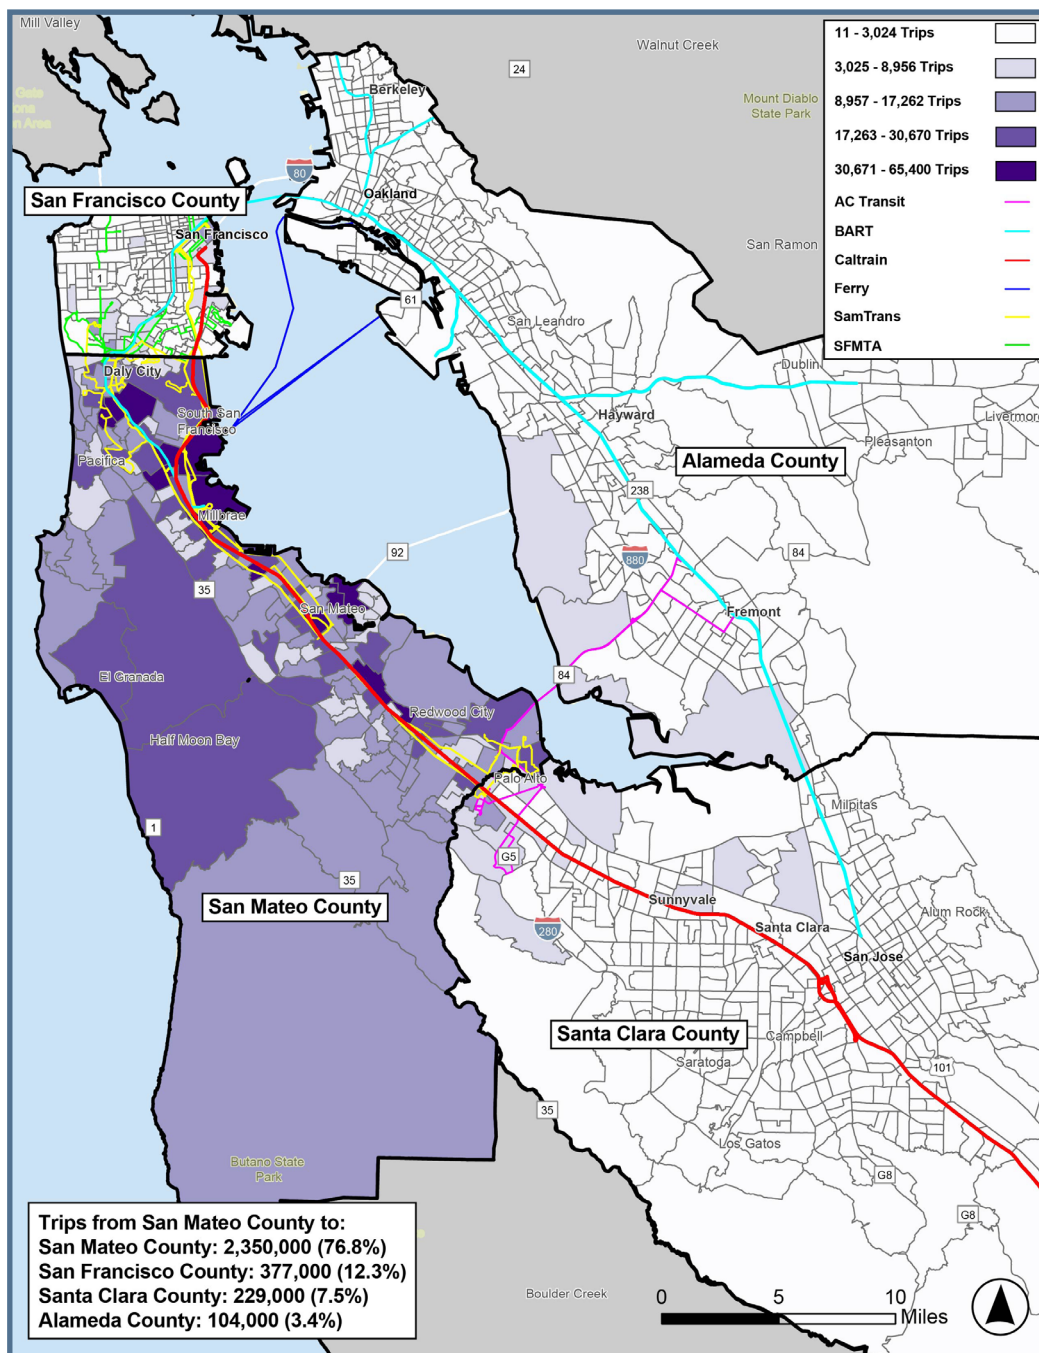 Mill Valley
Gate
ons
n Area
Walnut Creek
24
Mount Diablo
State Park
Berkeley
80
Oakland
San Francisco County
San Francisco
San Ramon
1
61
San Leandro
Dublin
Daly City
South San
Francisco
Hayward
Livermor
Pleasanton
Pacifica
Alameda County
238
Millbrae
92
880
84
35
San Mateo
Fremont
El Granada
84
Redwood City
Half Moon Bay
Palo Alto
Milpitas
1
G5
35
San Mateo County
Sunnyvale
Alum Rock
280
Santa Clara
San Jose
Santa Clara County
Campbell
Saratoga
101
35
Los Gatos
Butano State
Park
G8
G8
Boulder Creek
11 - 3,024 Trips
3,025 - 8,956 Trips
8,957 - 17,262 Trips
17,263 - 30,670 Trips
30,671 - 65,400 Trips
AC Transit
BART
Caltrain
Ferry
SamTrans
SFMTA
Trips from San Mateo County to:
San Mateo County: 2,350,000 (76.8%)
San Francisco County: 377,000 (12.3%)
Santa Clara County: 229,000 (7.5%)
Alameda County: 104,000 (3.4%)
0 5 10
Miles